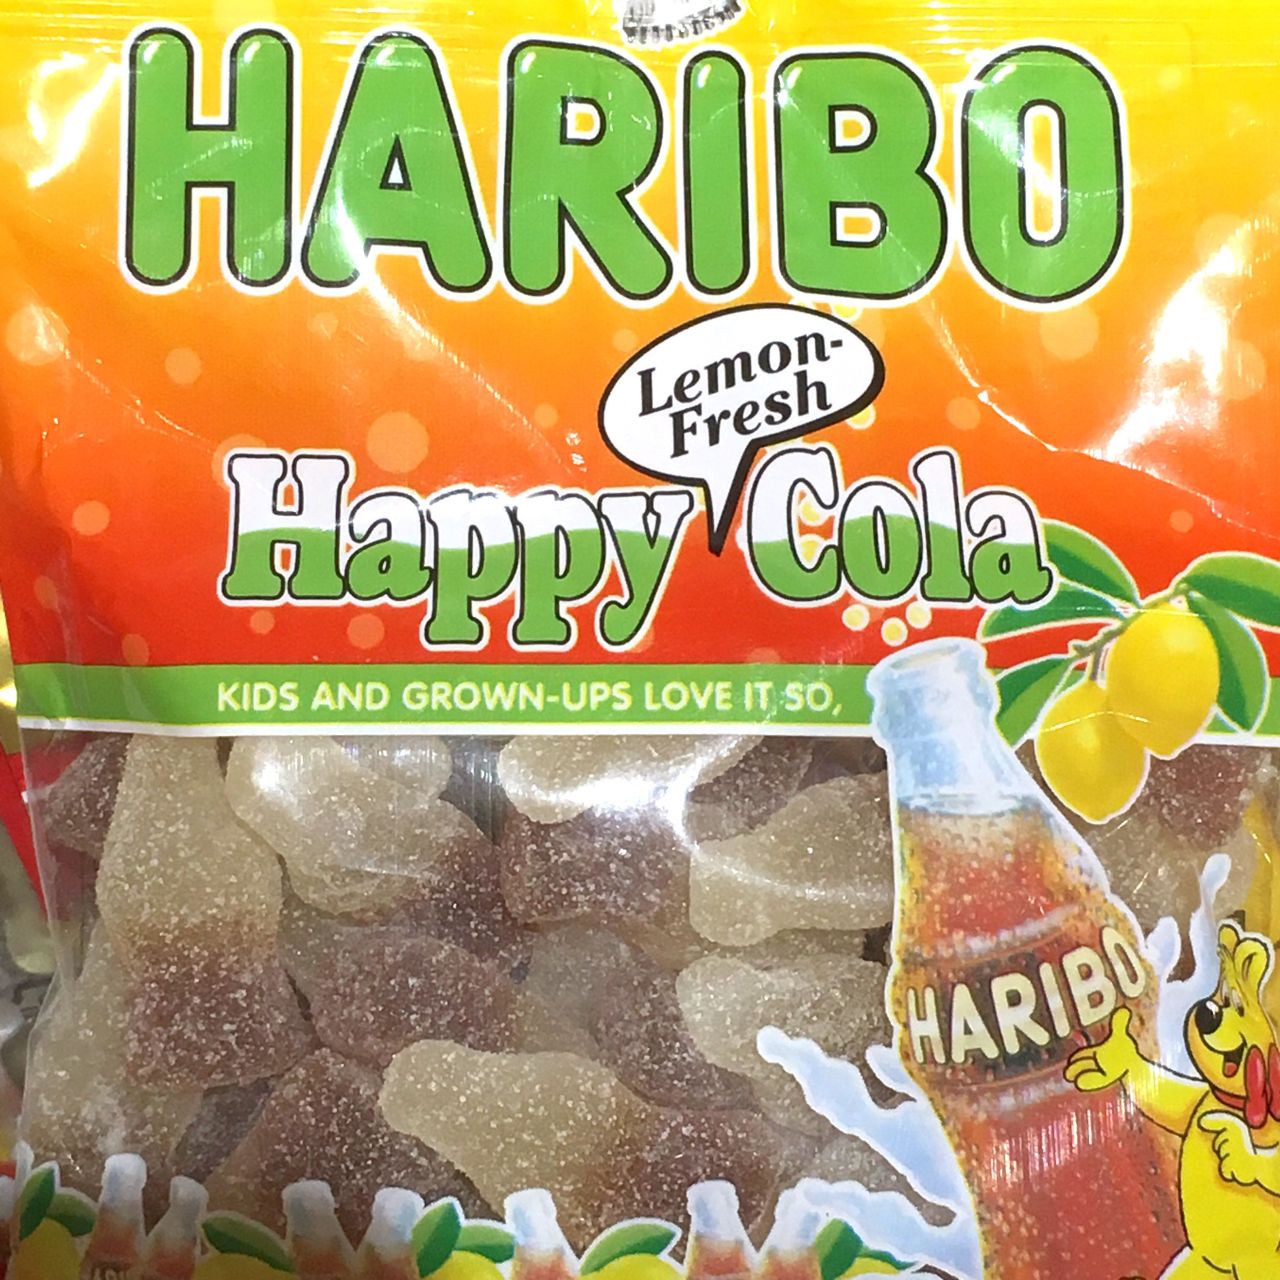 HARIBO
Lemon-
Fresh
Happy Cola
KIDS AND GROWN-UPS LOVE IT SO,
HARIBO